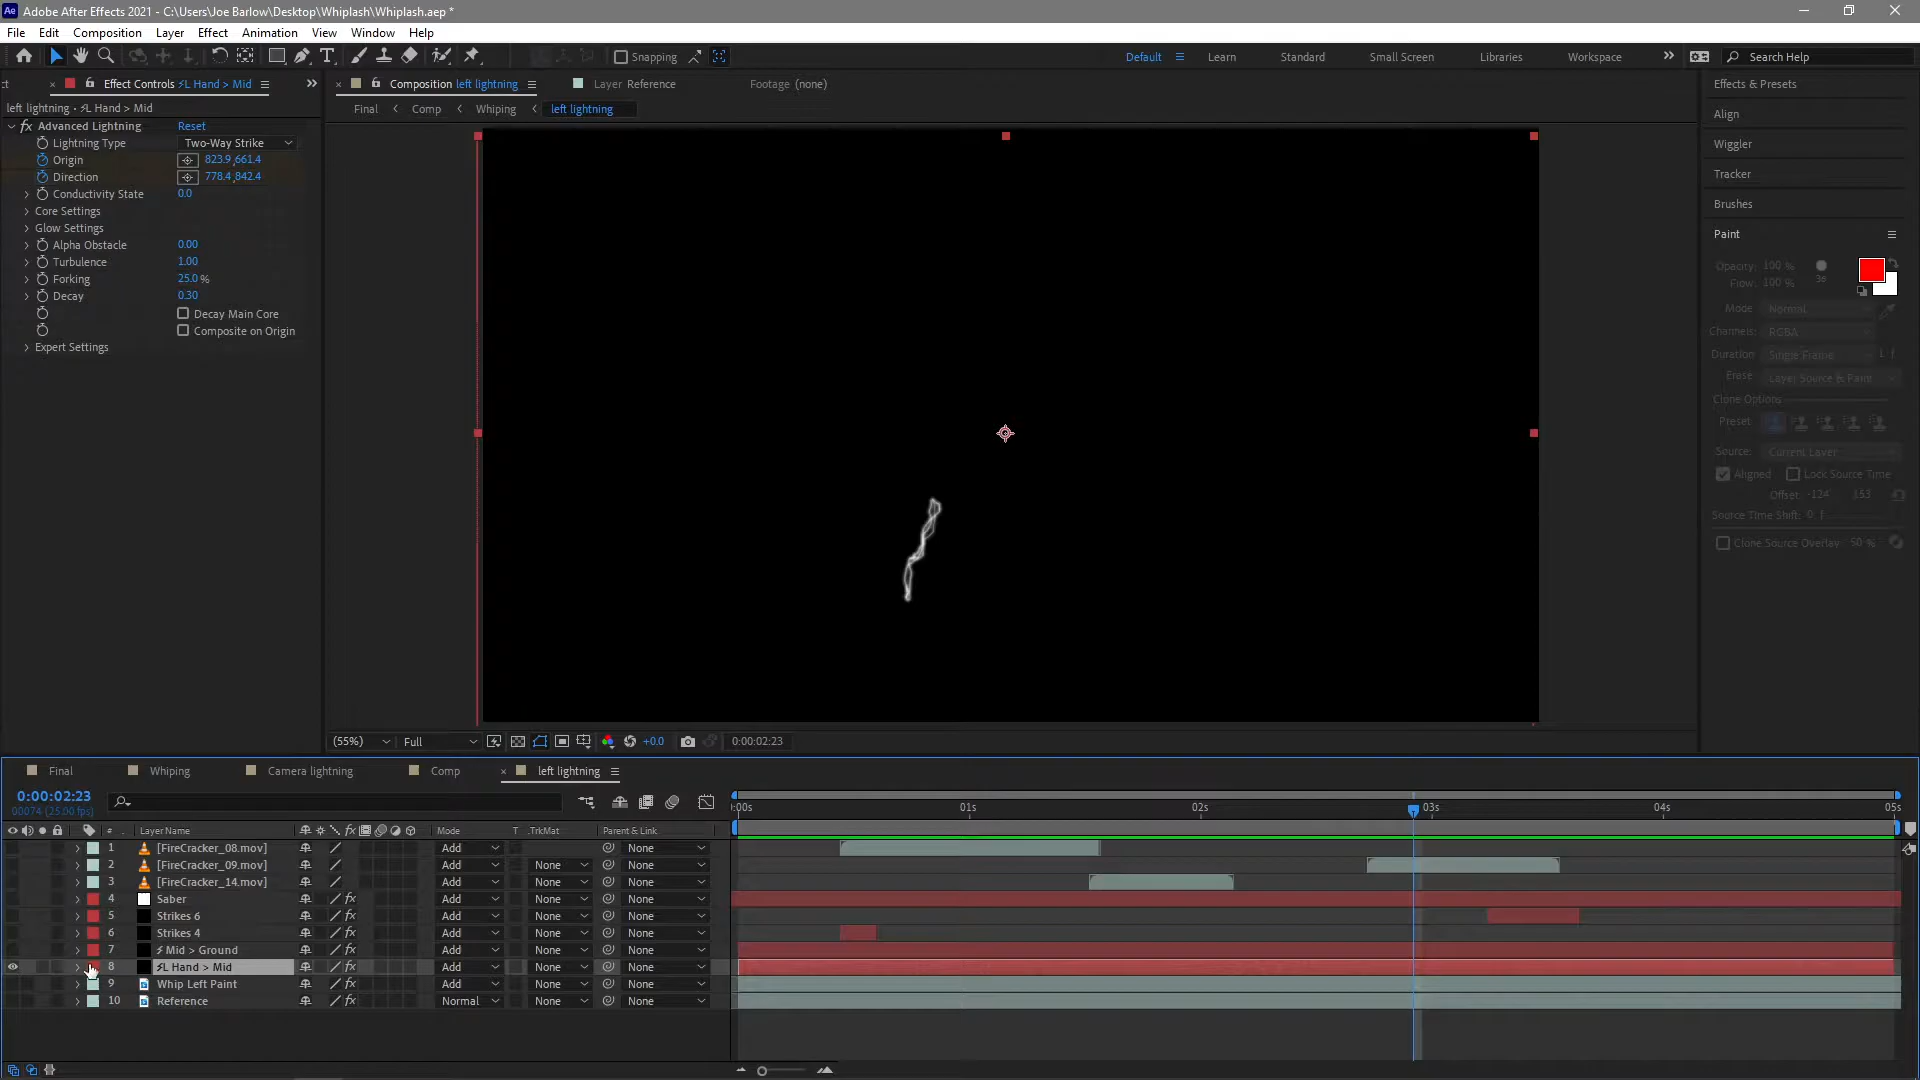 Adobe After Effects 2021 - C:\Users\Joe Barlow\Desktop\Whiplash\Whiplash.aep *
File Edit Composition Layer Effect Animation View Window Help
Snapping
Default Learn Standard Small Screen Libraries Workspace Search Help
Effect Controls ⚡L Hand > Mid
Composition left lightning Layer Reference Footage (none)
left lightning • ⚡L Hand > Mid
Final Comp Whiping left lightning
fx Advanced Lightning Reset
Lightning Type Two-Way Strike
Origin 823.9,661.4
Direction 778.4,842.4
Conductivity State 0.0
Core Settings
Glow Settings
Alpha Obstacle 0.00
Turbulence 1.00
Forking 25.0 %
Decay 0.30
Decay Main Core
Composite on Origin
Expert Settings
Effects & Presets
Align
Wiggler
Tracker
Brushes
Paint
Opacity: 100 %
Flow: 100 %
Mode Normal
Channels: RGBA
Duration Single Frame
Erase Layer Source & Paint
Clone Options
Preset:
Source: Current Layer
Aligned Lock Source Time
Offset: -124 153
Source Time Shift: 0 f
Clone Source Overlay 50 %
(55%) Full +0.0 0:00:02:23
Final Whiping Camera lightning Comp left lightning
0:00:02:23
00074 (25.00 fps)
:00s 01s 02s 03s 04s 05s
# Layer Name fx Mode T .TrkMat Parent & Link
1 [FireCracker_08.mov] Add None
2 [FireCracker_09.mov] Add None None
3 [FireCracker_14.mov] Add None None
4 Saber fx Add None None
5 Strikes 6 fx Add None None
6 Strikes 4 fx Add None None
7 ⚡Mid > Ground fx Add None None
8 ⚡L Hand > Mid fx Add None None
9 Whip Left Paint fx Add None None
10 Reference fx Normal None None